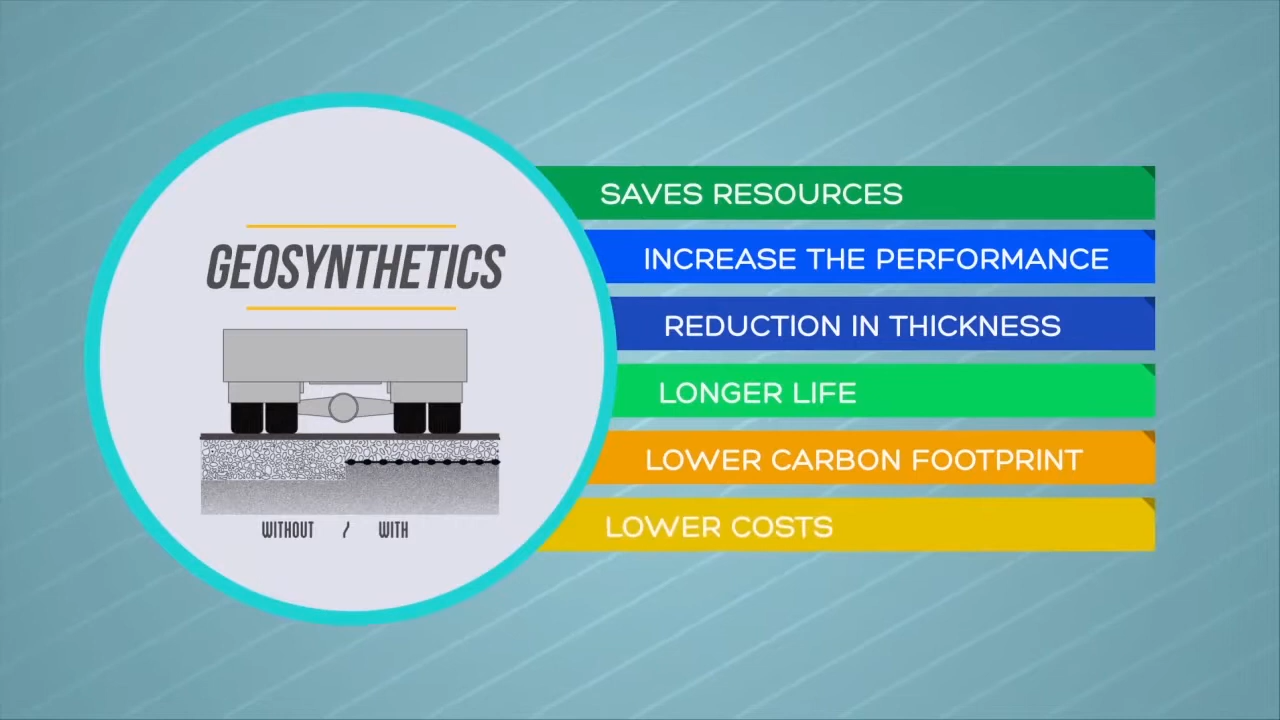 GEOSYNTHETICS
WITHOUT / WITH
SAVES RESOURCES
INCREASE THE PERFORMANCE
REDUCTION IN THICKNESS
LONGER LIFE
LOWER CARBON FOOTPRINT
LOWER COSTS